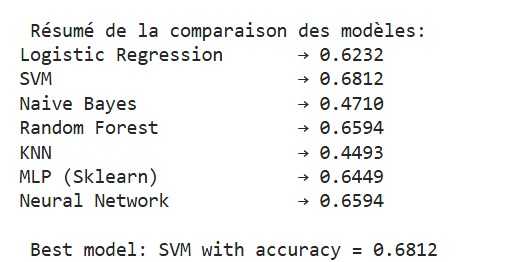 Résumé de la comparaison des modèles:
Logistic Regression → 0.6232
SVM → 0.6812
Naive Bayes → 0.4710
Random Forest → 0.6594
KNN → 0.4493
MLP (Sklearn) → 0.6449
Neural Network → 0.6594
Best model: SVM with accuracy = 0.6812